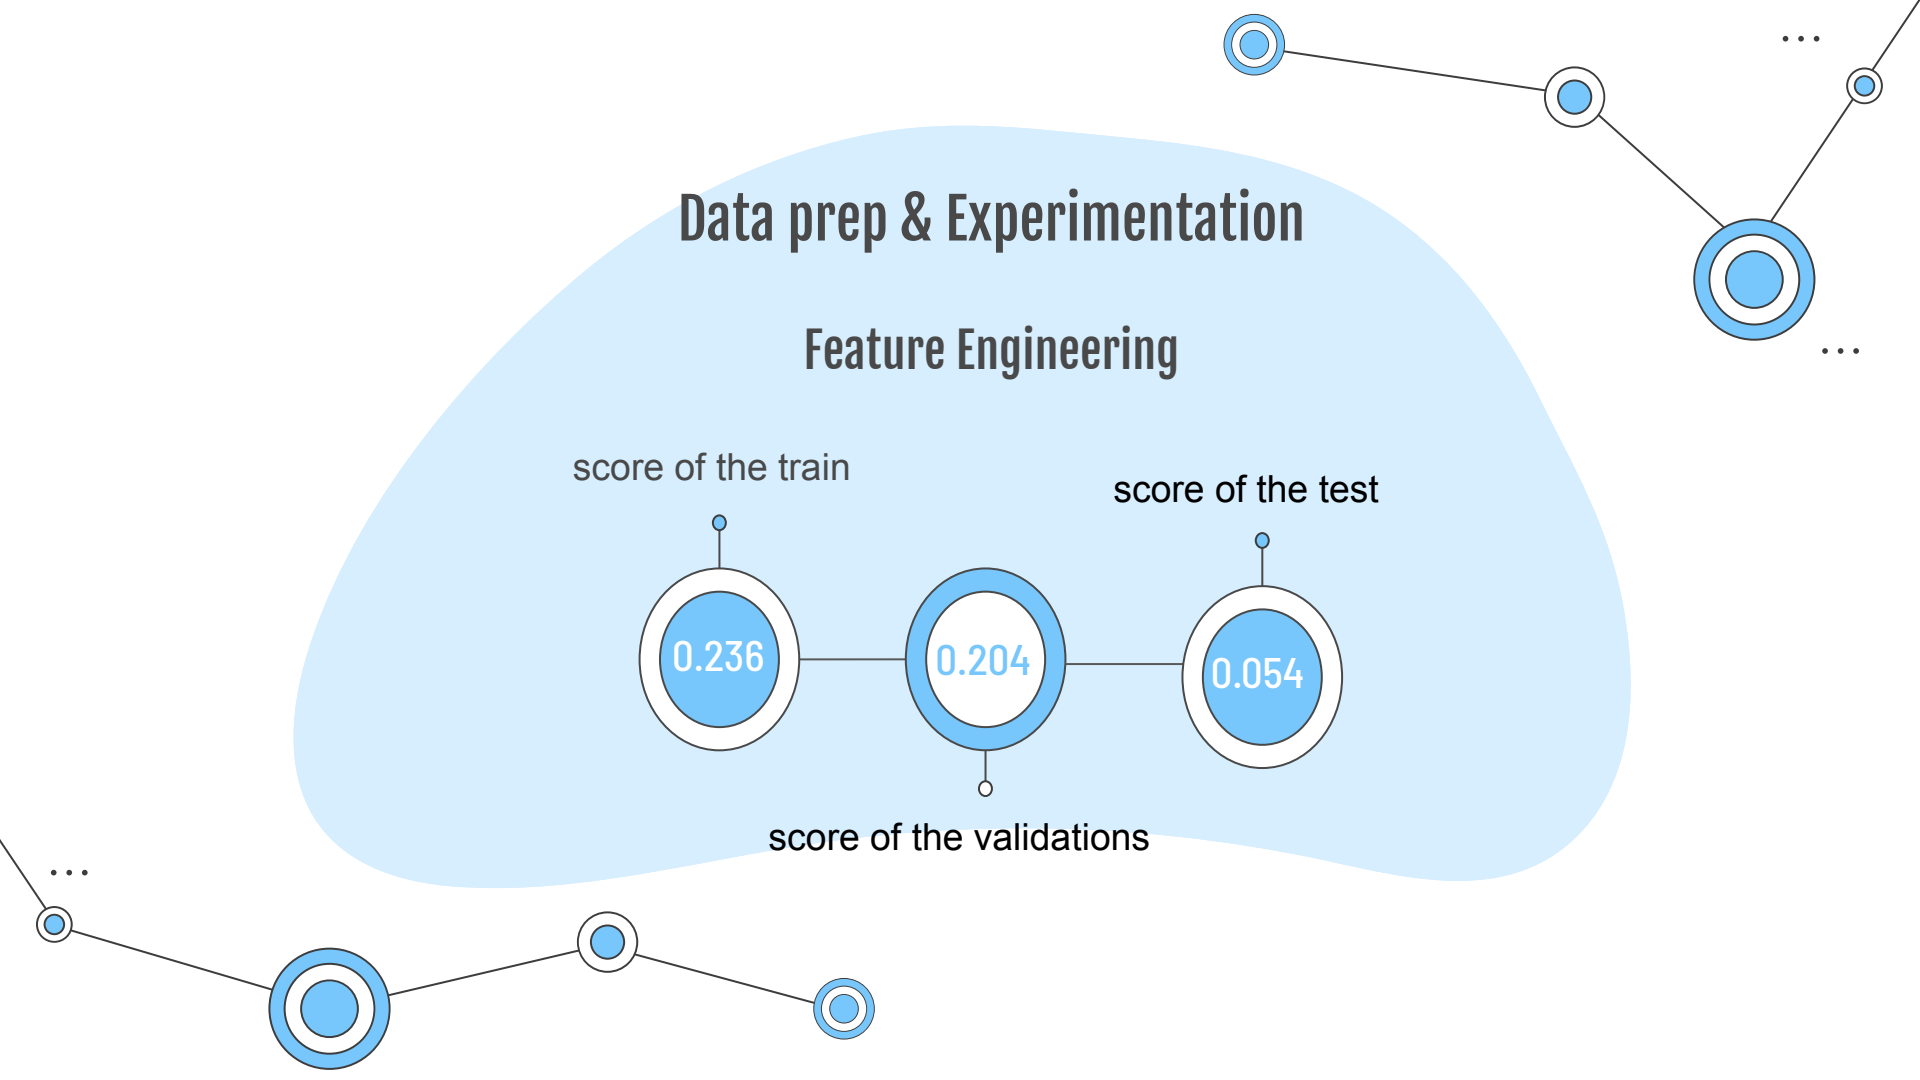 Data prep & Experimentation
Feature Engineering
score of the train
score of the test
0.236
0.204
0.054
score of the validations